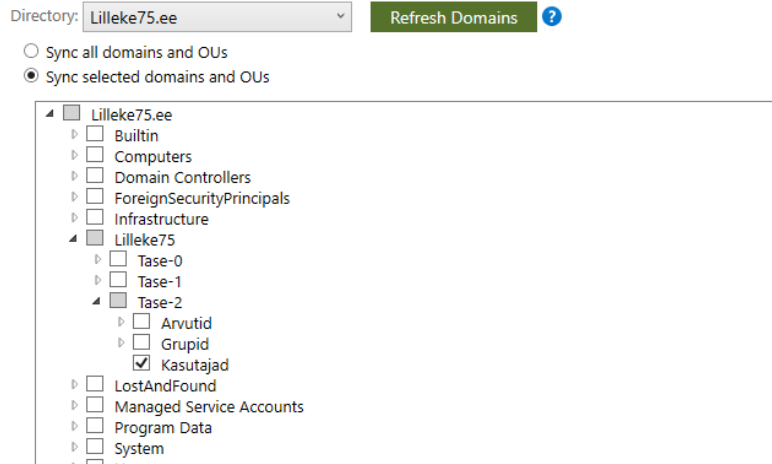 Directory: Lilleke75.ee Refresh Domains ?
Sync all domains and OUs
Sync selected domains and OUs
Lilleke75.ee
Builtin
Computers
Domain Controllers
ForeignSecurityPrincipals
Infrastructure
Lilleke75
Tase-0
Tase-1
Tase-2
Arvutid
Grupid
Kasutajad
LostAndFound
Managed Service Accounts
Program Data
System